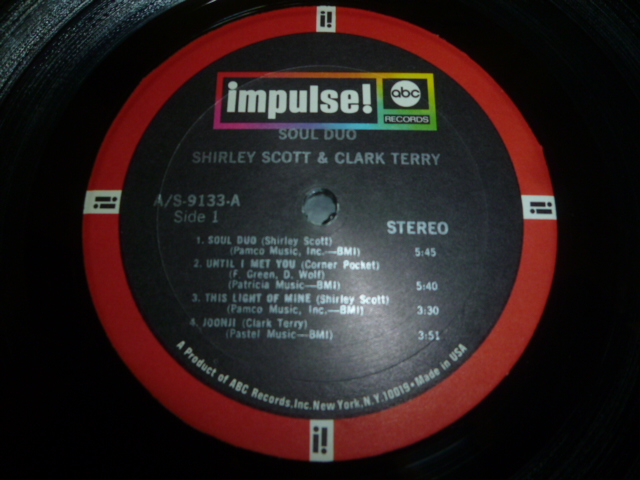 i!
impulse! abc RECORDS
SOUL DUO
SHIRLEY SCOTT & CLARK TERRY
A/S-9133-A
Side 1
STEREO
1. SOUL DUO (Shirley Scott)
(Pamco Music, Inc.—BMI) 5:45
2. UNTIL I MET YOU (Corner Pocket)
(F. Green, D. Wolf)
(Patricia Music—BMI) 5:40
3. THIS LIGHT OF MINE (Shirley Scott)
(Pamco Music, Inc.—BMI) 3:30
4. JOONJI (Clark Terry)
(Pastel Music—BMI) 3:51
A Product of ABC Records, Inc. New York, N.Y. 10019 • Made in USA
i!
i!
i!